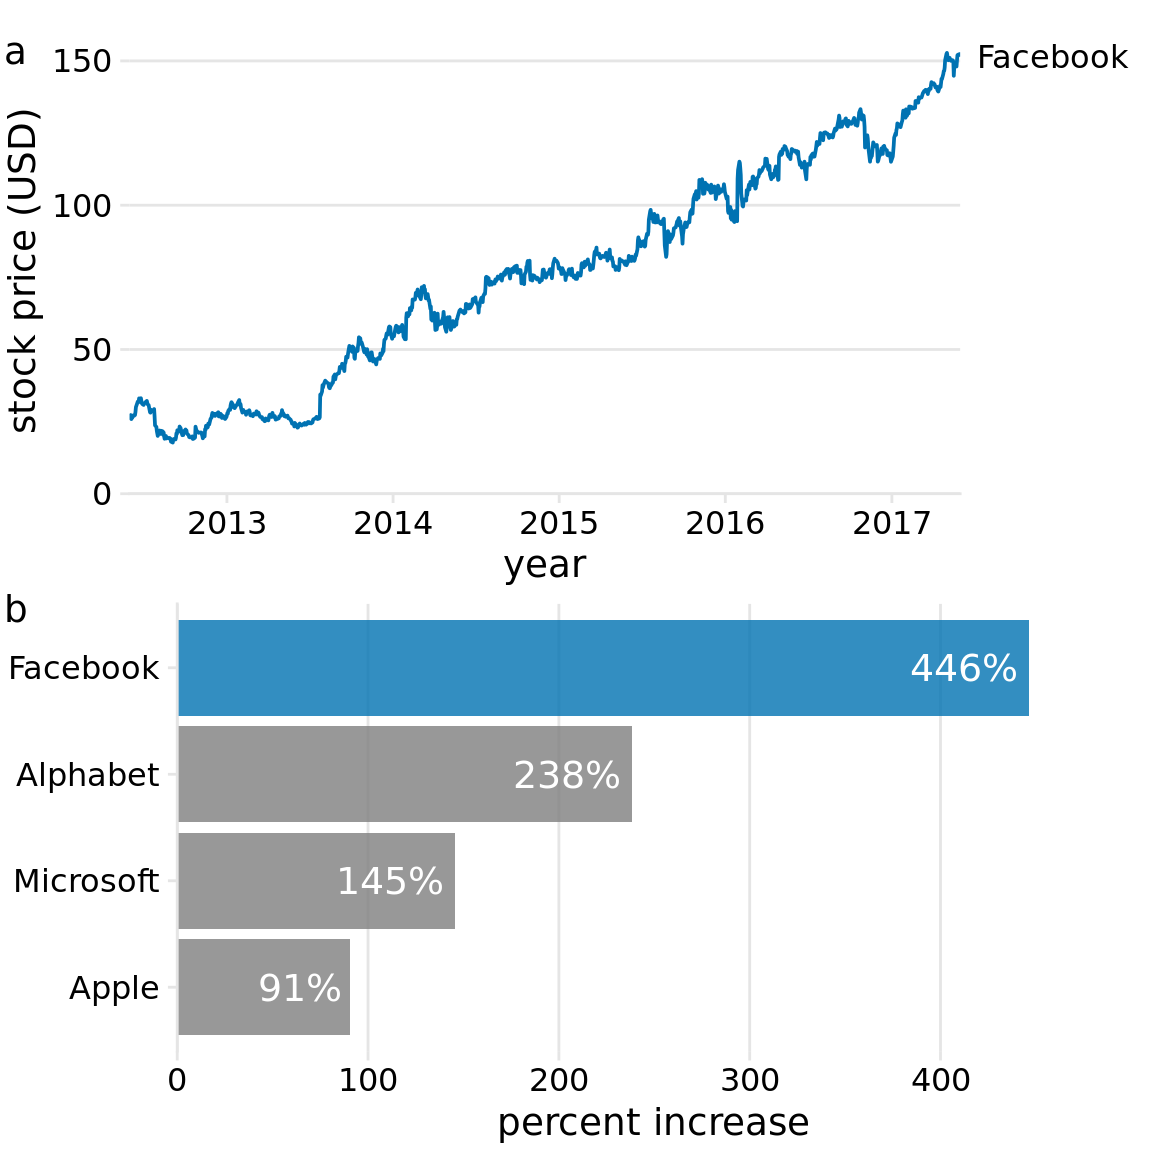 a
150
Facebook
100
50
0
stock price (USD)
2013 2014 2015 2016 2017
year
b
Facebook 446%
Alphabet 238%
Microsoft 145%
Apple 91%
0 100 200 300 400
percent increase